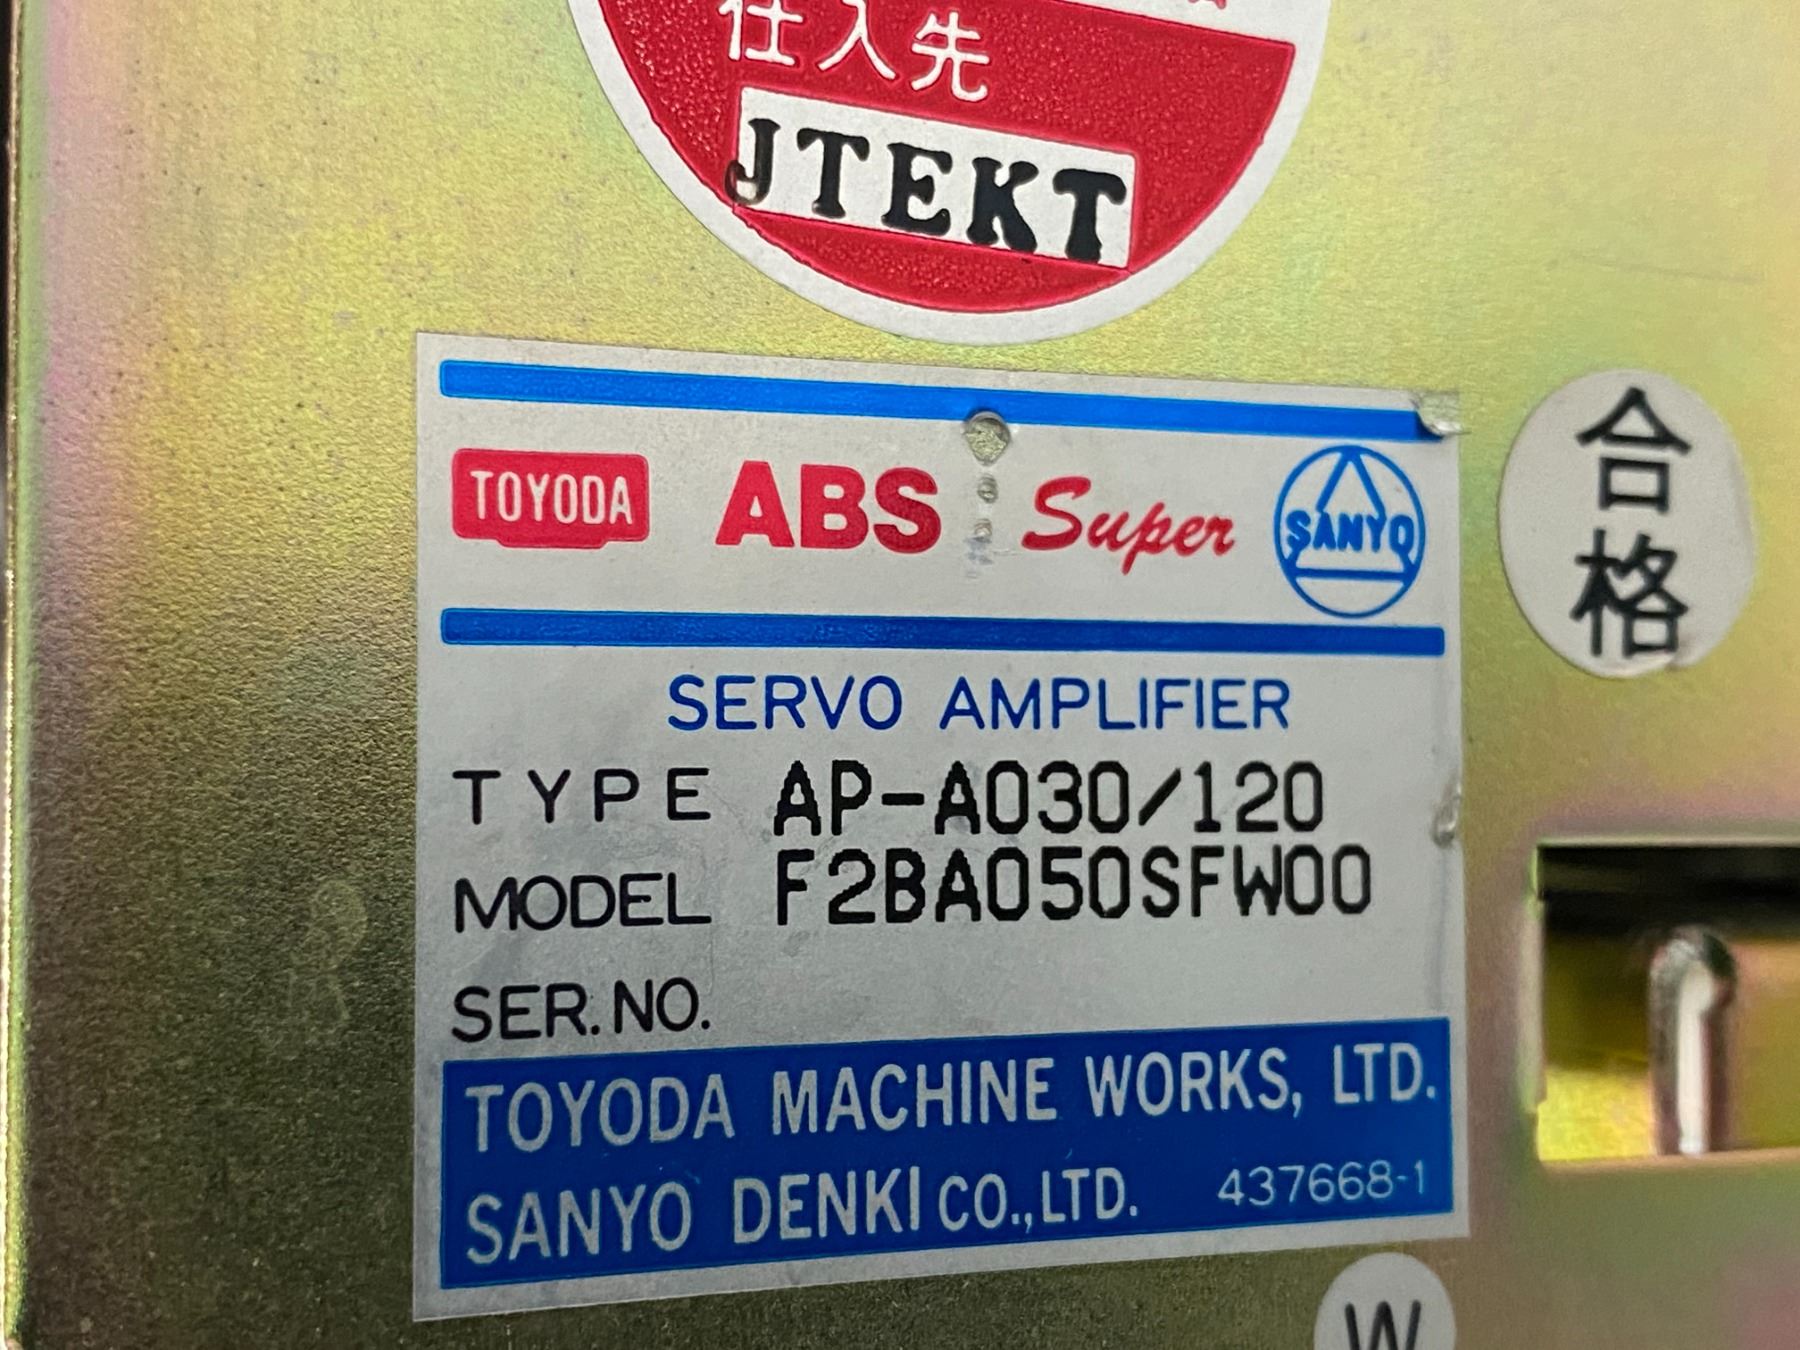 仕入先
JTEKT
TOYODA ABS Super SANYO
合格
SERVO AMPLIFIER
TYPE AP-A030/120
MODEL F2BA050SFW00
SER.NO.
TOYODA MACHINE WORKS, LTD.
SANYO DENKI CO.,LTD. 437668-1
W